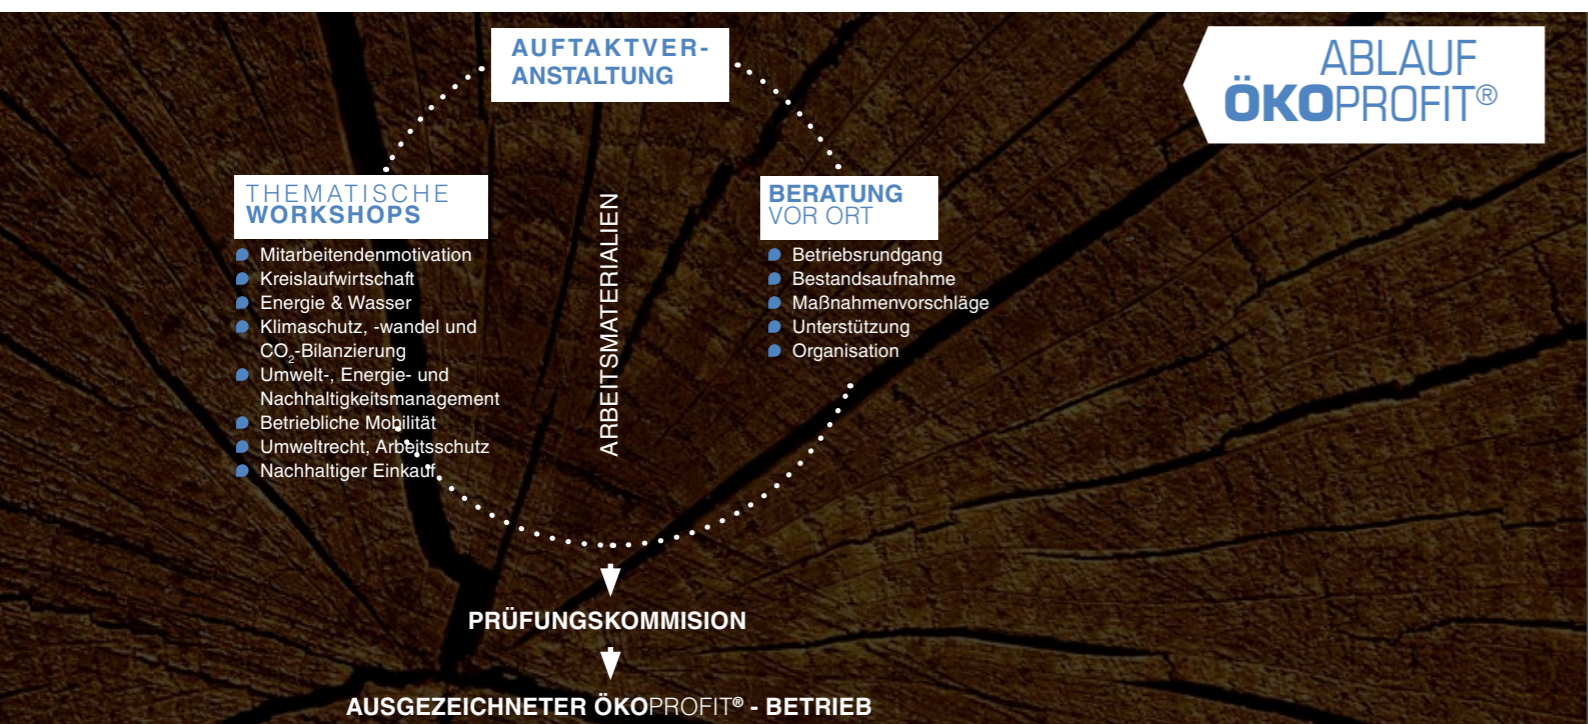 ABLAUF
ÖKOPROFIT®
AUFTAKTVER-
ANSTALTUNG
THEMATISCHE
WORKSHOPS
Mitarbeitendenmotivation
Kreislaufwirtschaft
Energie & Wasser
Klimaschutz, -wandel und
CO₂-Bilanzierung
Umwelt-, Energie- und
Nachhaltigkeitsmanagement
Betriebliche Mobilität
Umweltrecht, Arbeitsschutz
Nachhaltiger Einkauf
ARBEITSMATERIALIEN
BERATUNG
VOR ORT
Betriebsrundgang
Bestandsaufnahme
Maßnahmenvorschläge
Unterstützung
Organisation
PRÜFUNGSKOMMISION
AUSGEZEICHNETER ÖKOPROFIT® - BETRIEB